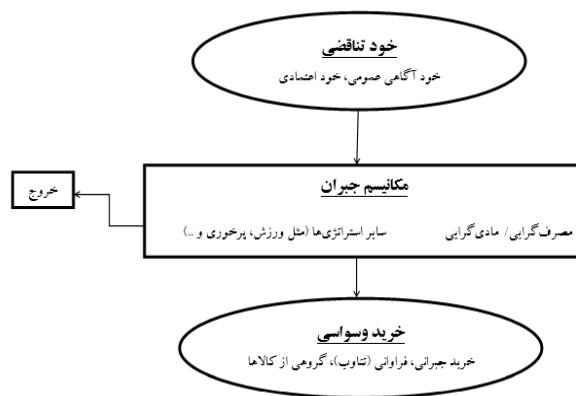 خود تناقضی
خود آگاهی عمومی، خود اعتمادی
مکانیسم جبران
خروج
مصرف‌گرایی/ مادی‌گرایی
سایر استراتژی‌ها (مثل ورزش، پرخوری و ..)
خرید وسواسی
خرید جبرانی، فراوانی (تناوب)، گروهی از کالاها